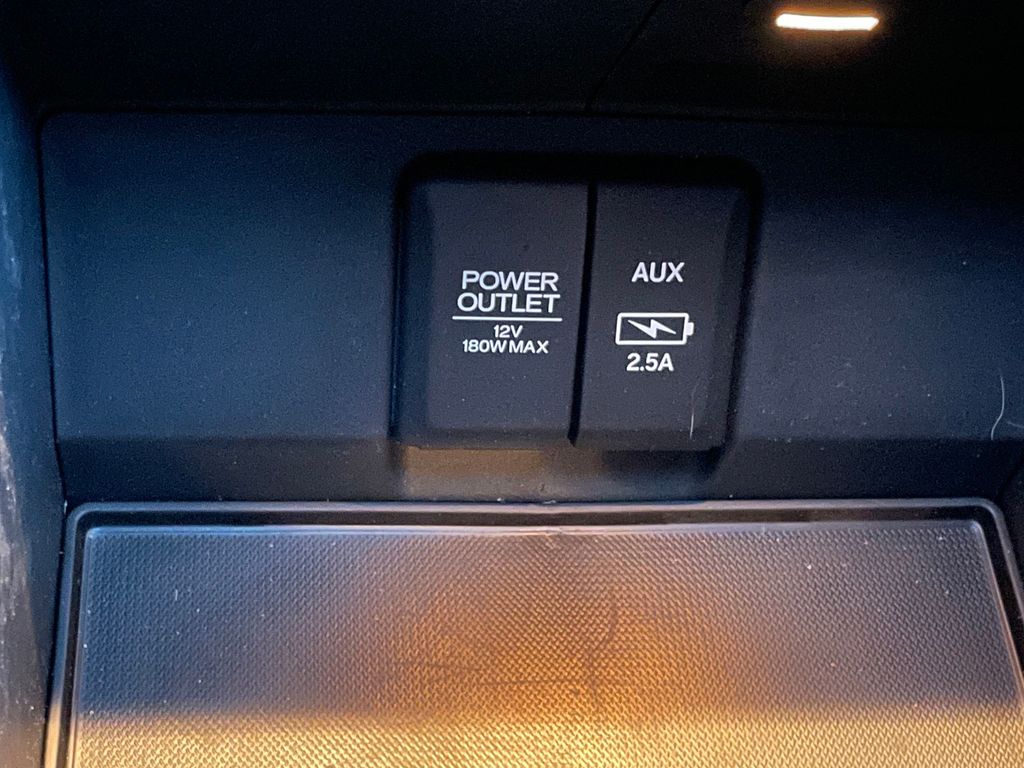 POWER
OUTLET
12V
180W MAX
AUX
2.5A